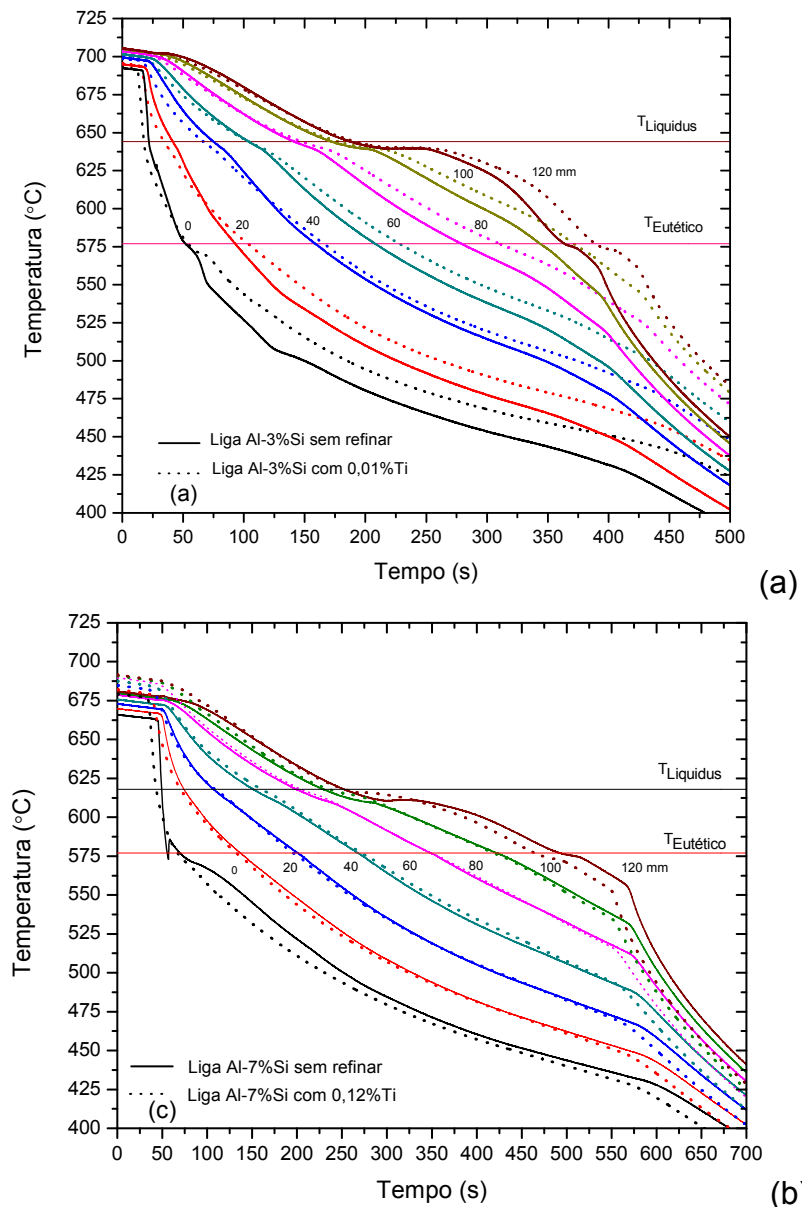 725
700
675
650
625
600
575
550
525
500
475
450
425
400
Temperatura (°C)
T Liquidus
T Eutético
0
20
40
60
80
100
120 mm
Liga Al-3%Si sem refinar
Liga Al-3%Si com 0,01%Ti
(a)
0 50 100 150 200 250 300 350 400 450 500
Tempo (s)
(a)
725
700
675
650
625
600
575
550
525
500
475
450
425
400
Temperatura (°C)
T Liquidus
T Eutético
0 20 40 60 80 100 120 mm
Liga Al-7%Si sem refinar
Liga Al-7%Si com 0,12%Ti
(c)
0 50 100 150 200 250 300 350 400 450 500 550 600 650 700
Tempo (s)
(b)